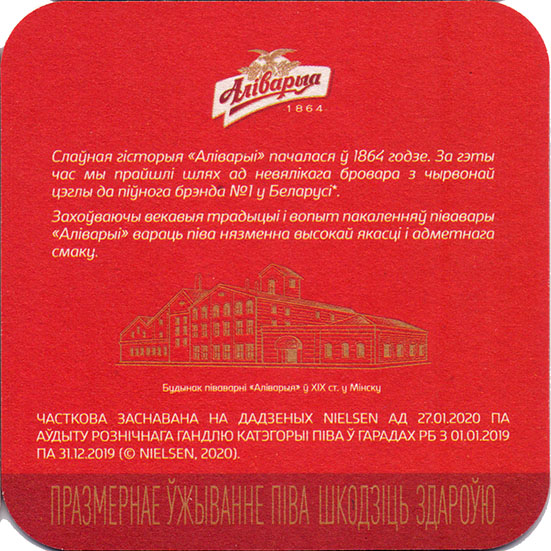 Аліварыя
1864
Слаўная гісторыя «Аліварыі» пачалася ў 1864 годзе. За гэты
час мы прайшлі шлях ад невялікага бровара з чырвонай
цэглы да піўнога брэнда №1 у Беларусі*.
Захоўваючы векавыя традыцыі і вопыт пакаленняў півавары
«Аліварыі» вараць піва нязменна высокай якасці і адметнага
смаку.
Будынак піваварні «Аліварыя» ў XIX ст. у Мінску
ЧАСТКОВА ЗАСНАВАНА НА ДАДЗЕНЫХ NIELSEN АД 27.01.2020 ПА
АЎДЫТУ РОЗНІЧНАГА ГАНДЛЮ КАТЭГОРЫІ ПІВА Ў ГАРАДАХ РБ З 01.01.2019
ПА 31.12.2019 (© NIELSEN, 2020).
ПРАЗМЕРНАЕ ЎЖЫВАННЕ ПІВА ШКОДЗІЦЬ ЗДАРОЎЮ